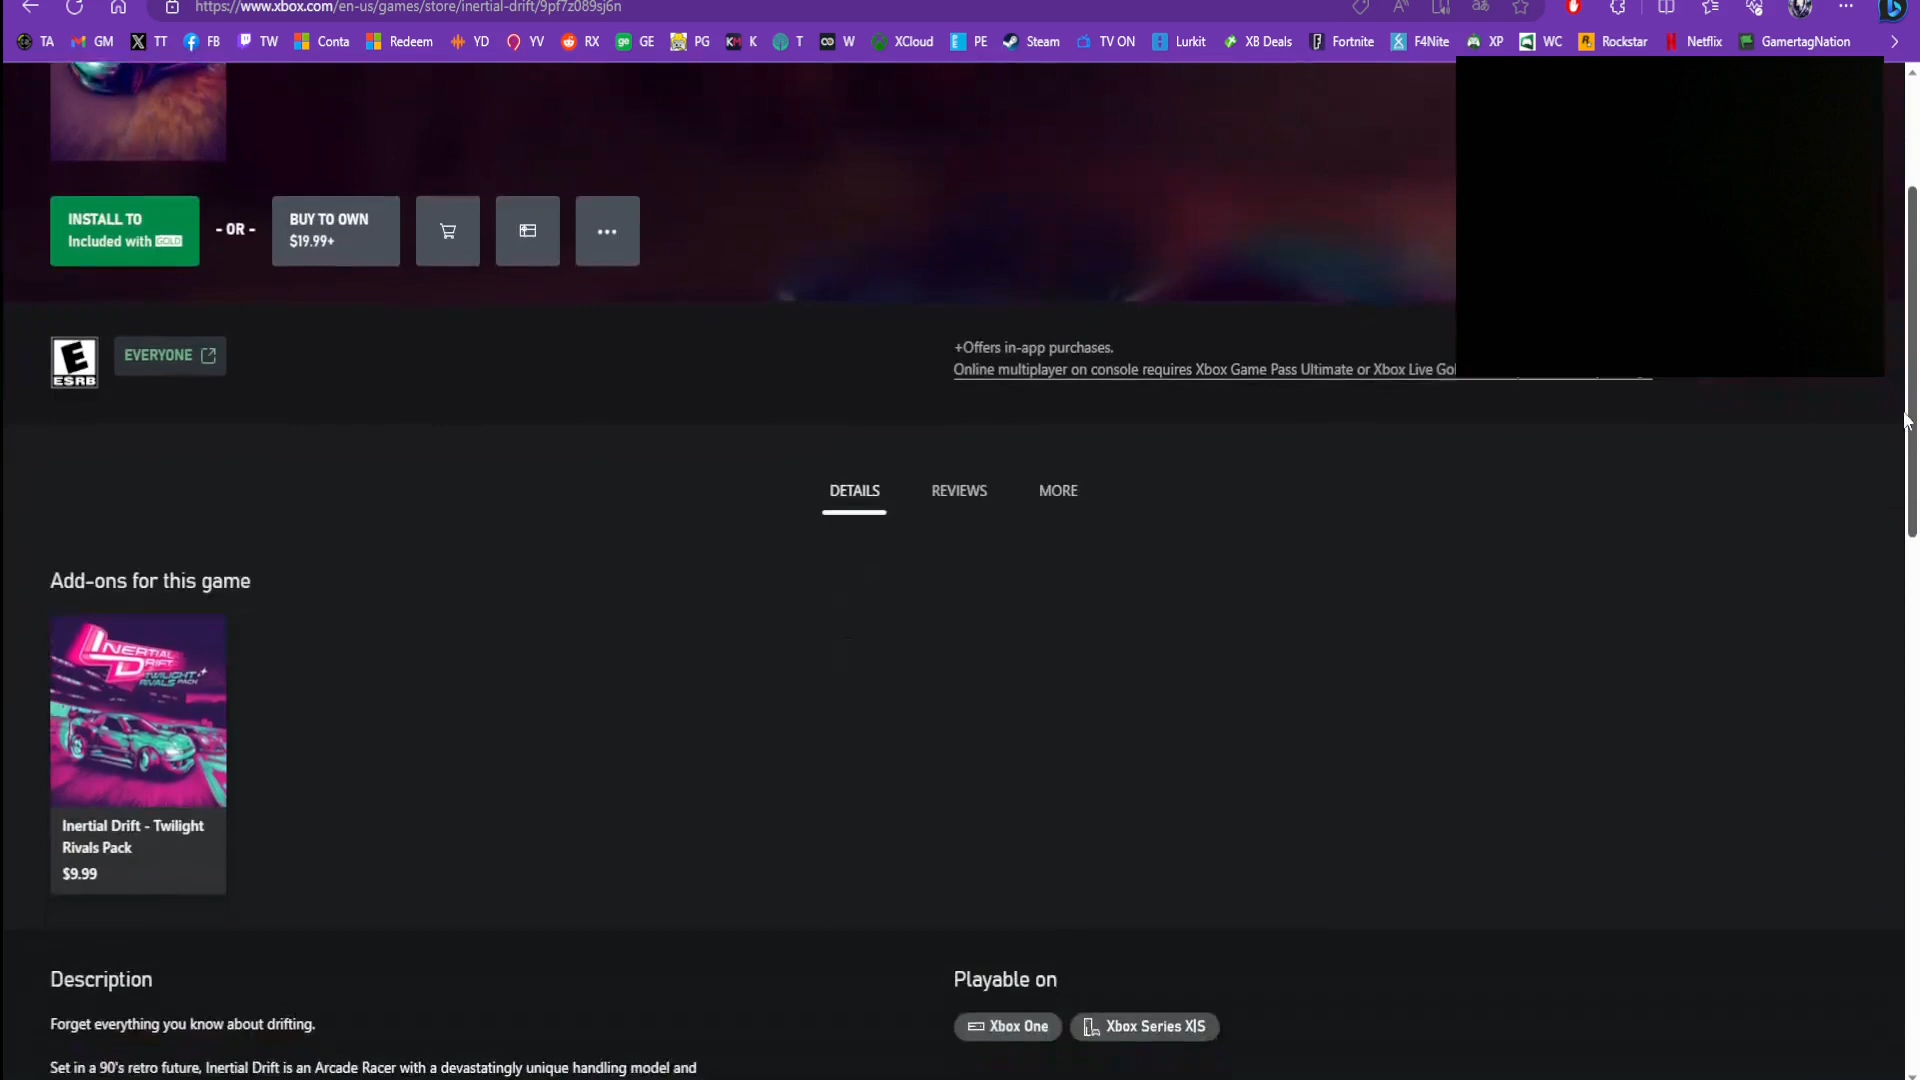 https://www.xbox.com/en-us/games/store/inertial-drift/9pf7z089sj6n
TA GM TT FB TW Conta Redeem YD YV RX GE PG K T W XCloud PE Steam TV ON Lurkit XB Deals Fortnite F4Nite XP WC Rockstar Netflix GamertagNation
INSTALL TO
Included with GOLD
- OR -
BUY TO OWN
$19.99+
E
ESRB
EVERYONE
+Offers in-app purchases.
Online multiplayer on console requires Xbox Game Pass Ultimate or Xbox Live Gol
DETAILS REVIEWS MORE
Add-ons for this game
INERTIAL
DRIFT
TWILIGHT
RIVALS PACK
Inertial Drift - Twilight
Rivals Pack
$9.99
Description
Forget everything you know about drifting.
Set in a 90's retro future, Inertial Drift is an Arcade Racer with a devastatingly unique handling model and
Playable on
Xbox One
Xbox Series X|S